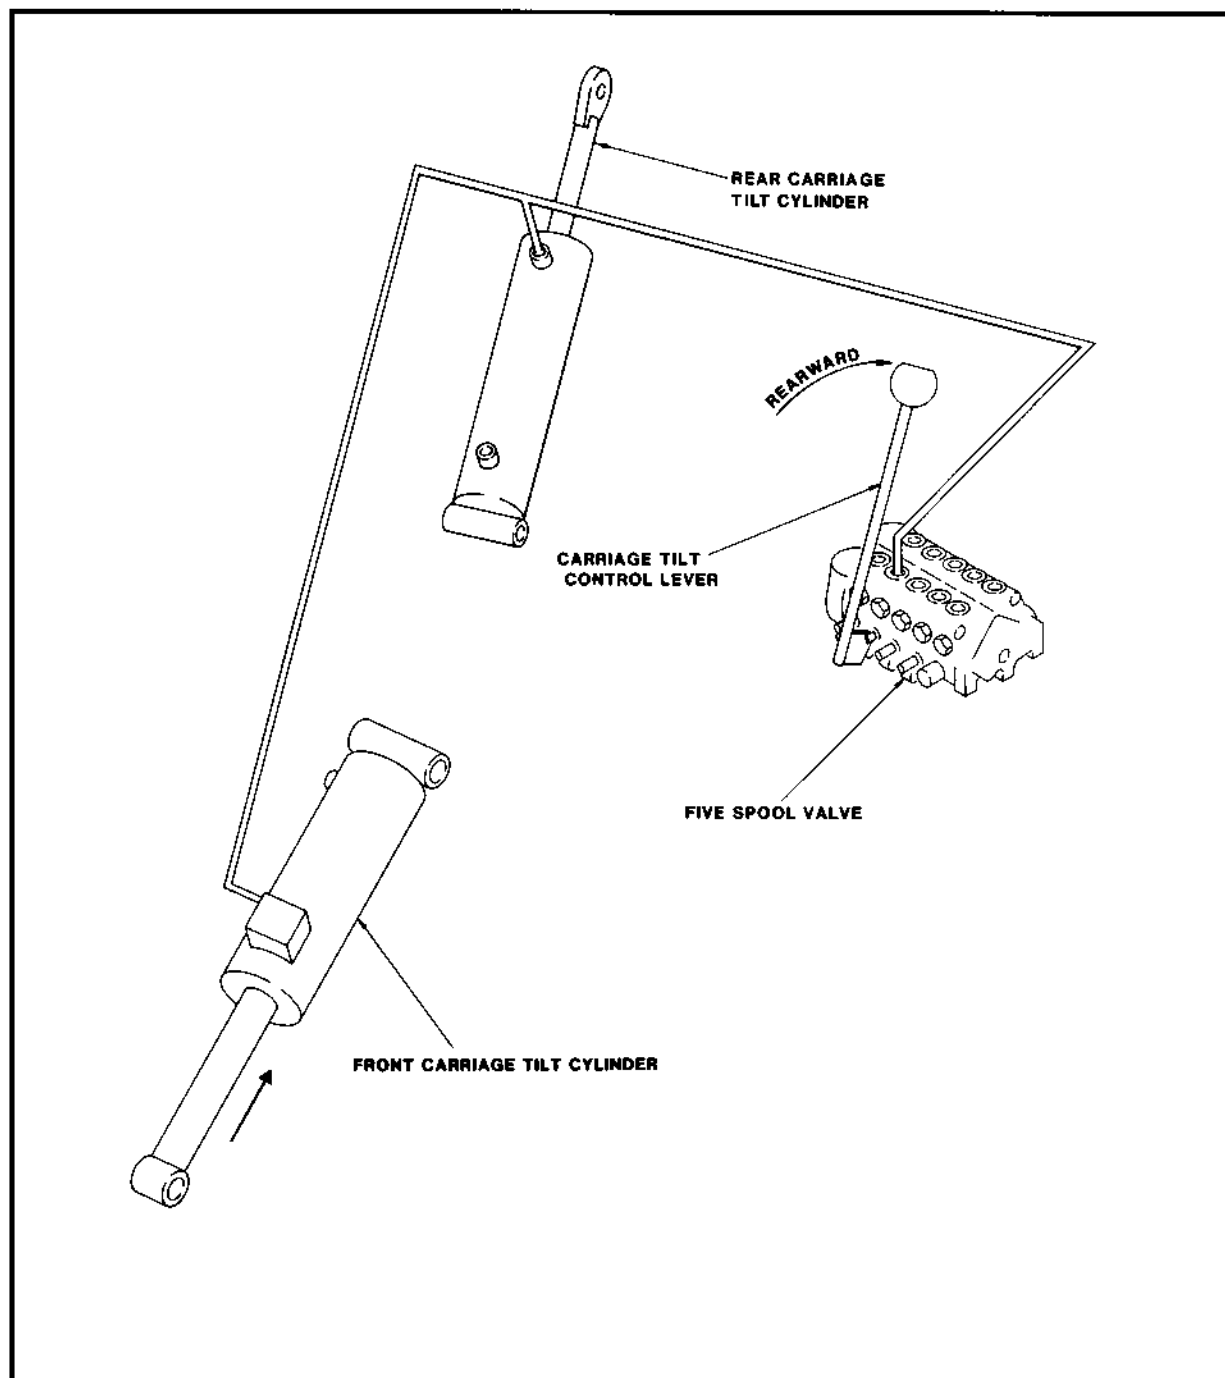 REAR CARRIAGE
TILT CYLINDER
REARWARD
CARRIAGE TILT
CONTROL LEVER
FIVE SPOOL VALVE
FRONT CARRIAGE TILT CYLINDER